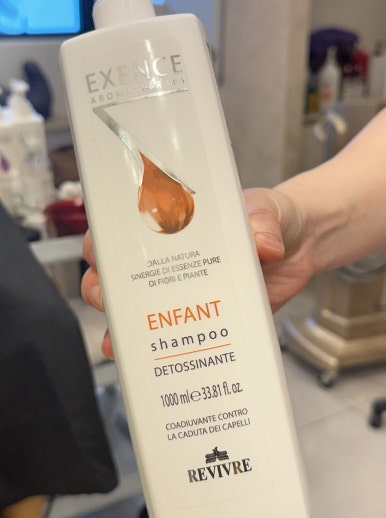 EXENCE
AROMATHERAPY
DALLA NATURA
SINERGIE DI ESSENZE PURE
DI FIORI E PIANTE
ENFANT
shampoo
DETOSSINANTE
1000 ml℮33.81 fl. oz.
COADIUVANTE CONTRO
LA CADUTA DEI CAPELLI
REVIVRE